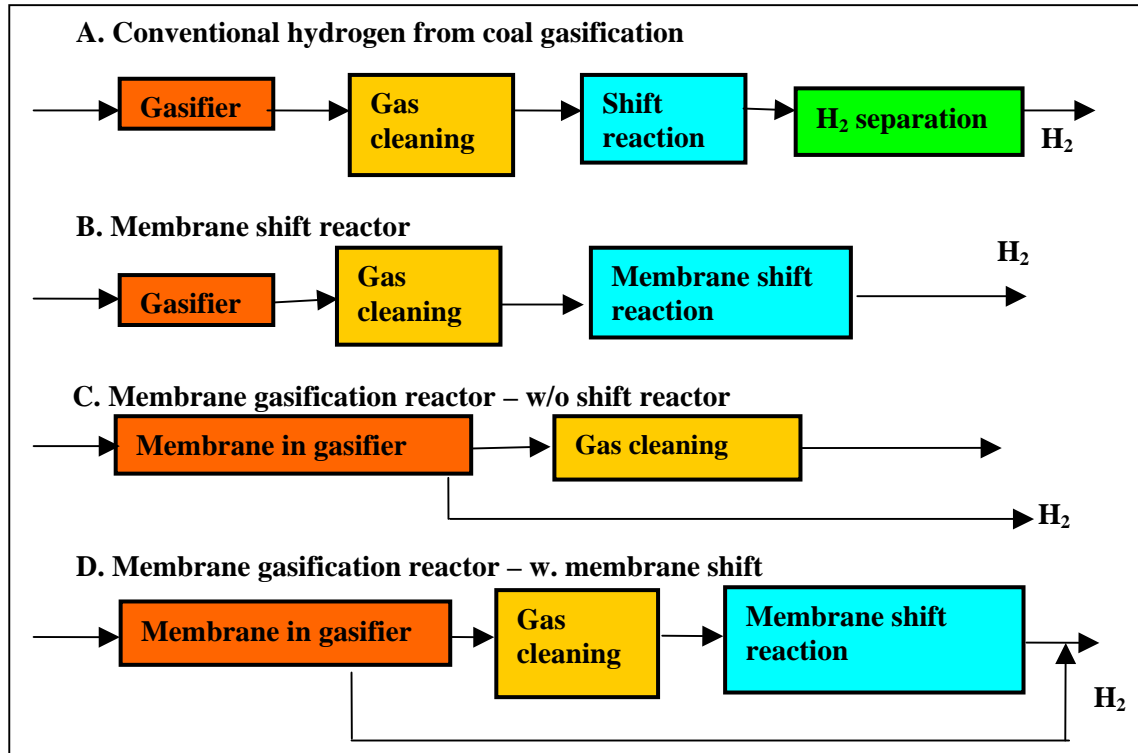 A. Conventional hydrogen from coal gasification
Gasifier
Gas
cleaning
Shift
reaction
H₂ separation
H₂
B. Membrane shift reactor
Gasifier
Gas
cleaning
Membrane shift
reaction
H₂
C. Membrane gasification reactor – w/o shift reactor
Membrane in gasifier
Gas cleaning
H₂
D. Membrane gasification reactor – w. membrane shift
Membrane in gasifier
Gas
cleaning
Membrane shift
reaction
H₂